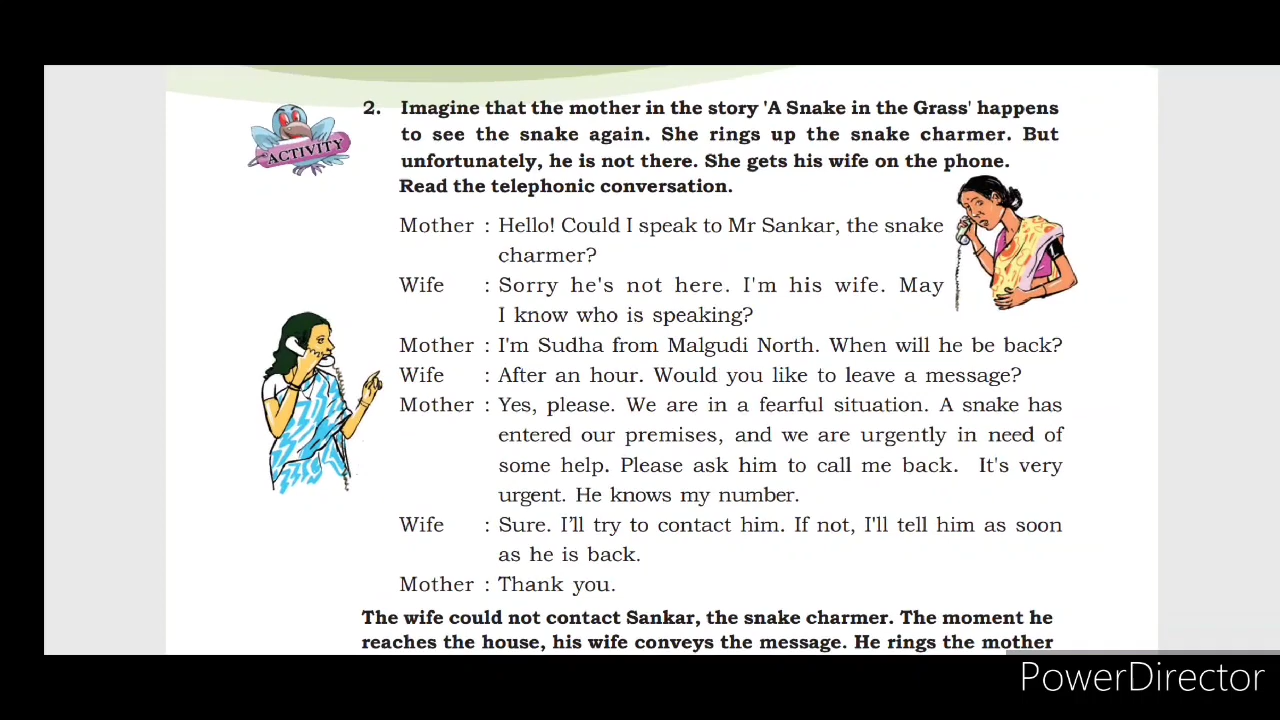 2. Imagine that the mother in the story 'A Snake in the Grass' happens
to see the snake again. She rings up the snake charmer. But
unfortunately, he is not there. She gets his wife on the phone.
ACTIVITY
Read the telephonic conversation.
Mother : Hello! Could I speak to Mr Sankar, the snake
charmer?
Wife : Sorry he's not here. I'm his wife. May
I know who is speaking?
Mother : I'm Sudha from Malgudi North. When will he be back?
Wife : After an hour. Would you like to leave a message?
Mother : Yes, please. We are in a fearful situation. A snake has
entered our premises, and we are urgently in need of
some help. Please ask him to call me back. It's very
urgent. He knows my number.
Wife : Sure. I'll try to contact him. If not, I'll tell him as soon
as he is back.
Mother : Thank you.
The wife could not contact Sankar, the snake charmer. The moment he
reaches the house, his wife conveys the message. He rings the mother
PowerDirector